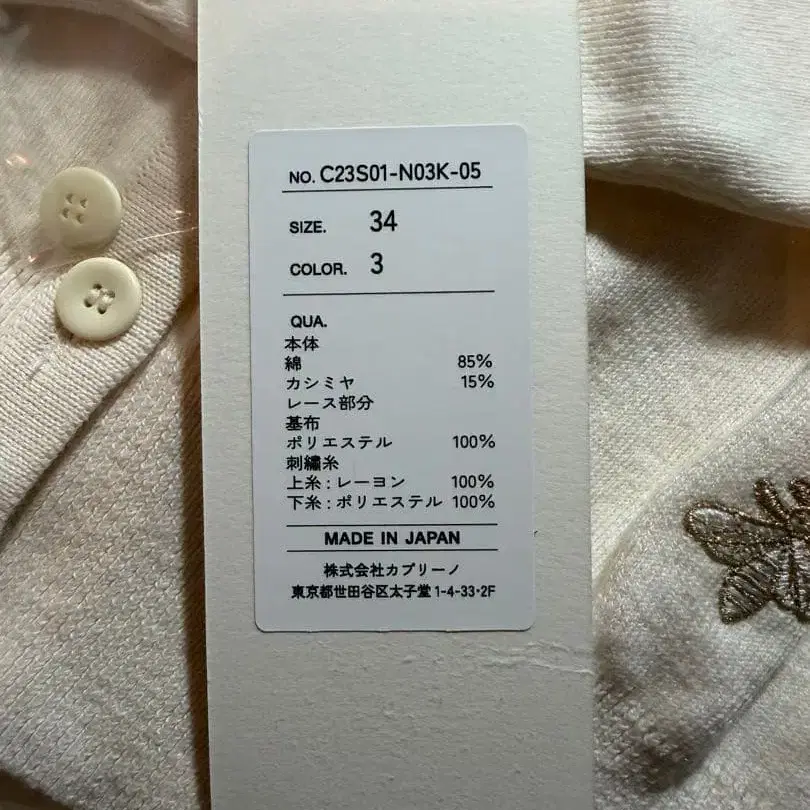 NO. C23S01-N03K-05
SIZE. 34
COLOR. 3
QUA.
本体
綿 85%
カシミヤ 15%
レース部分
基布
ポリエステル 100%
刺繍糸
上糸:レーヨン 100%
下糸:ポリエステル 100%
MADE IN JAPAN
株式会社カプリーノ
東京都世田谷区太子堂1-4-33・2F